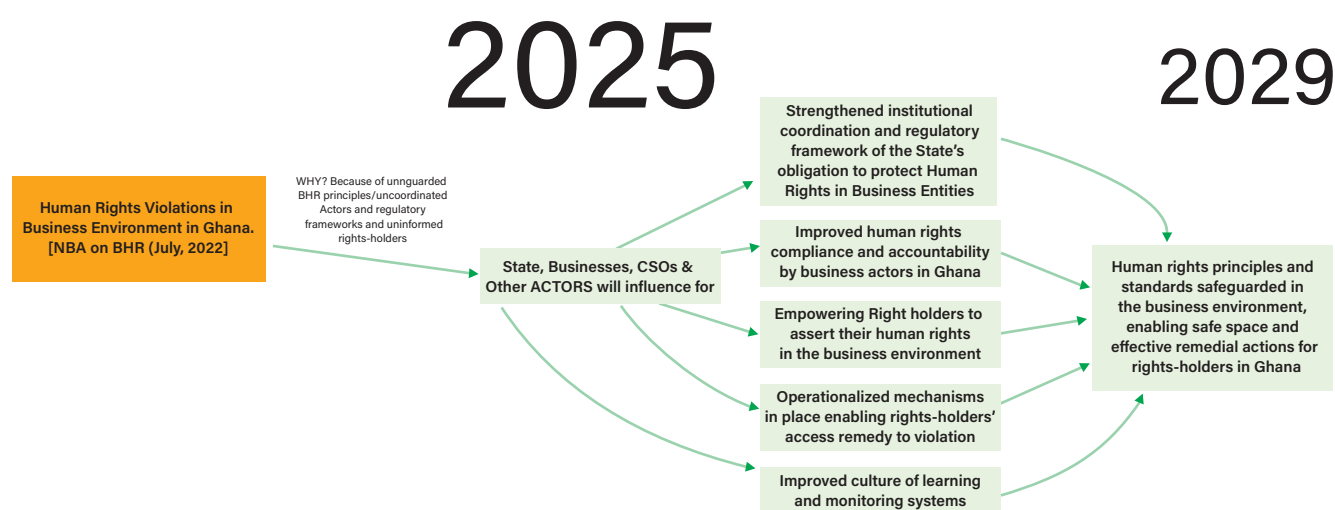 2025
2029
Human Rights Violations in
Business Environment in Ghana.
[NBA on BHR (July, 2022]
WHY? Because of unnguarded
BHR principles/uncoordinated
Actors and regulatory
frameworks and uninformed
rights-holders
State, Businesses, CSOs &
Other ACTORS will influence for
Strengthened institutional
coordination and regulatory
framework of the State's
obligation to protect Human
Rights in Business Entities
Improved human rights
compliance and accountability
by business actors in Ghana
Empowering Right holders to
assert their human rights
in the business environment
Operationalized mechanisms
in place enabling rights-holders'
access remedy to violation
Improved culture of learning
and monitoring systems
Human rights principles and
standards safeguarded in
the business environment,
enabling safe space and
effective remedial actions for
rights-holders in Ghana